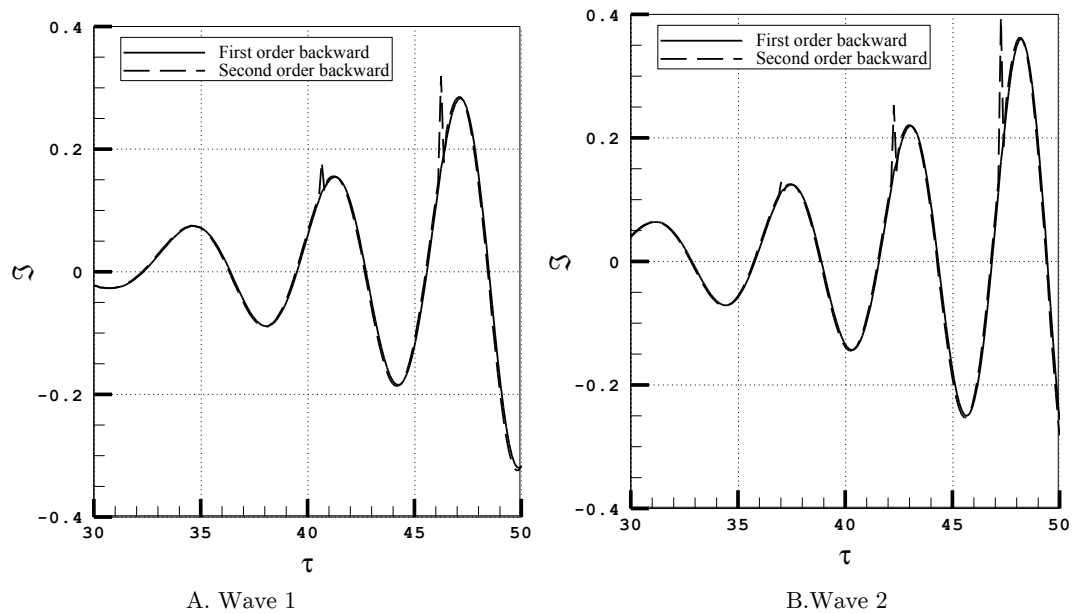 0.4
First order backward
Second order backward
0.2
ℑ
0
-0.2
-0.4
30 35 40 45 50
τ
A. Wave 1
0.4
First order backward
Second order backward
0.2
ℑ
0
-0.2
-0.4
30 35 40 45 50
τ
B.Wave 2